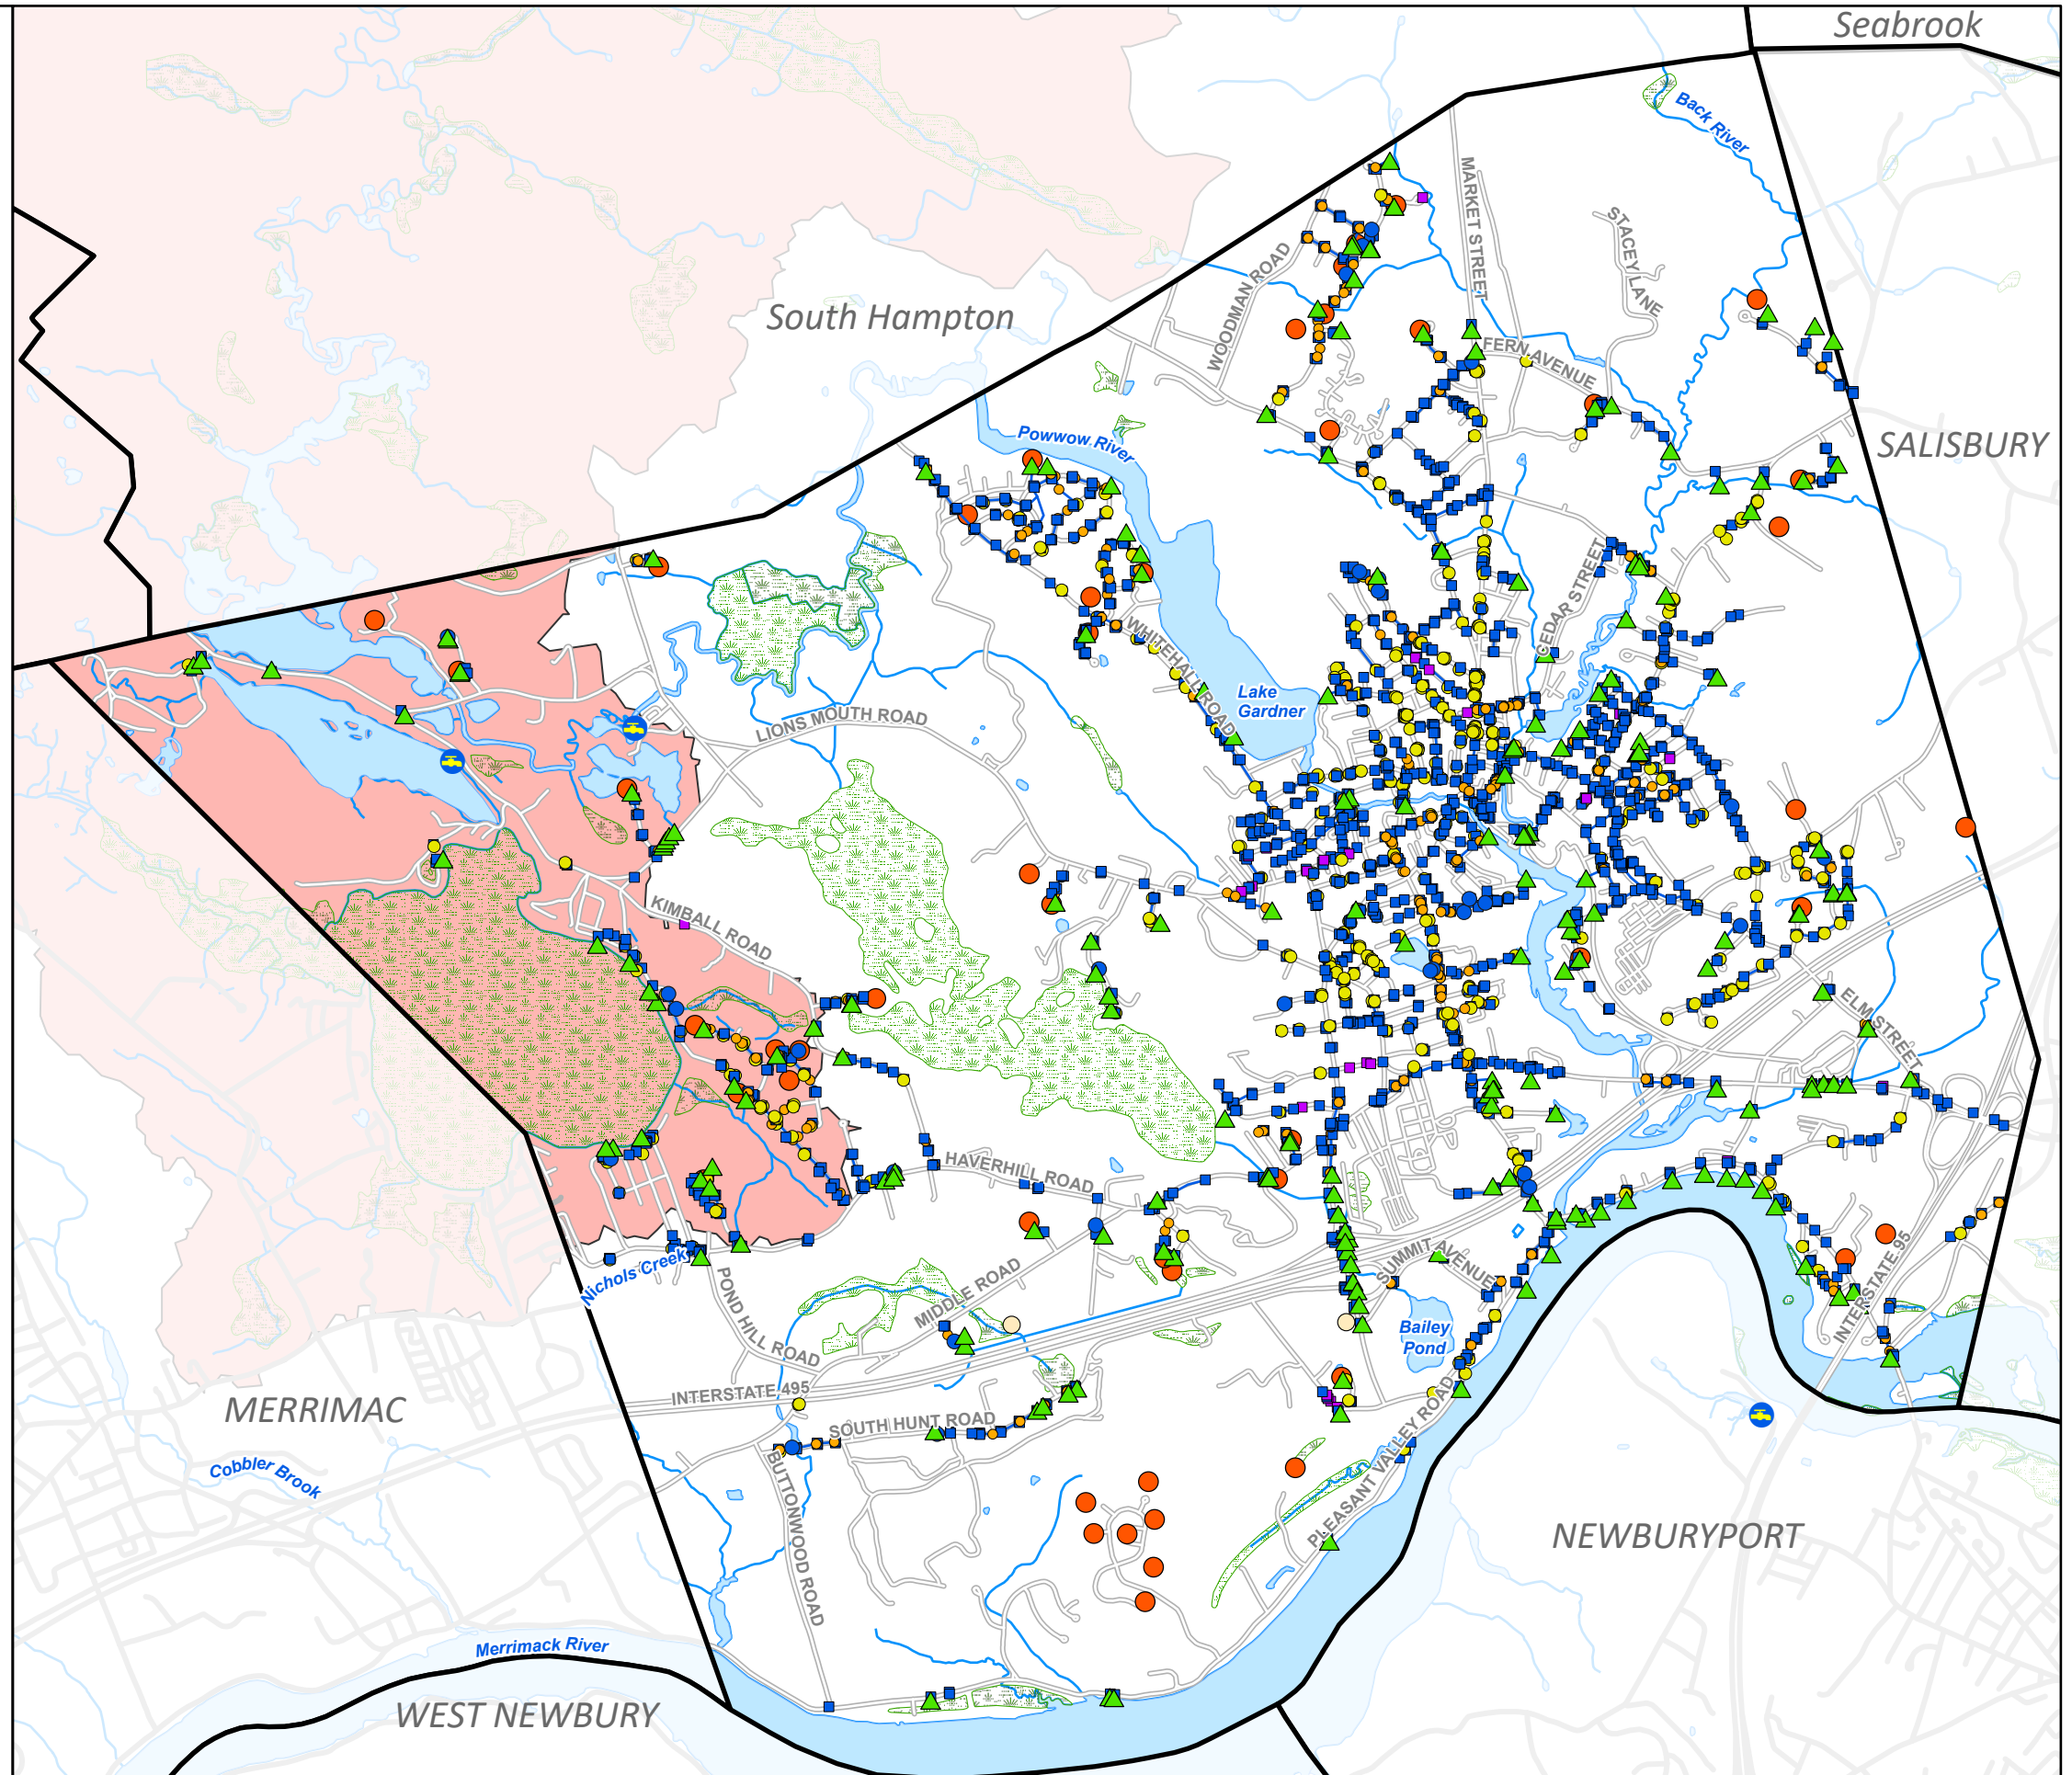 Seabrook
Back River
MARKET STREET
STACEY LANE
WOODMAN ROAD
South Hampton
FERN AVENUE
Powwow River
SALISBURY
CEDAR STREET
WHITEHALL ROAD
Lake
Gardner
LIONS MOUTH ROAD
KIMBALL ROAD
ELM STREET
HAVERHILL ROAD
Nichols Creek
SUMMIT AVENUE
INTERSTATE 95
MIDDLE ROAD
POND HILL ROAD
Bailey
Pond
INTERSTATE 495
MERRIMAC
SOUTH HUNT ROAD
PLEASANT VALLEY ROAD
Cobbler Brook
BUTTONWOOD ROAD
NEWBURYPORT
Merrimack River
WEST NEWBURY